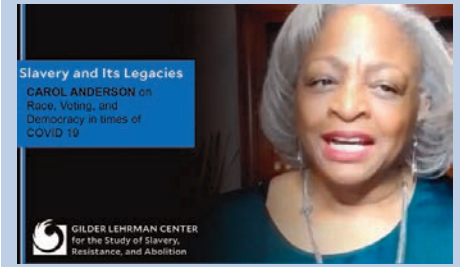 Slavery and Its Legacies
CAROL ANDERSON on
Race, Voting, and
Democracy in times of
COVID 19
GILDER LEHRMAN CENTER
for the Study of Slavery,
Resistance, and Abolition